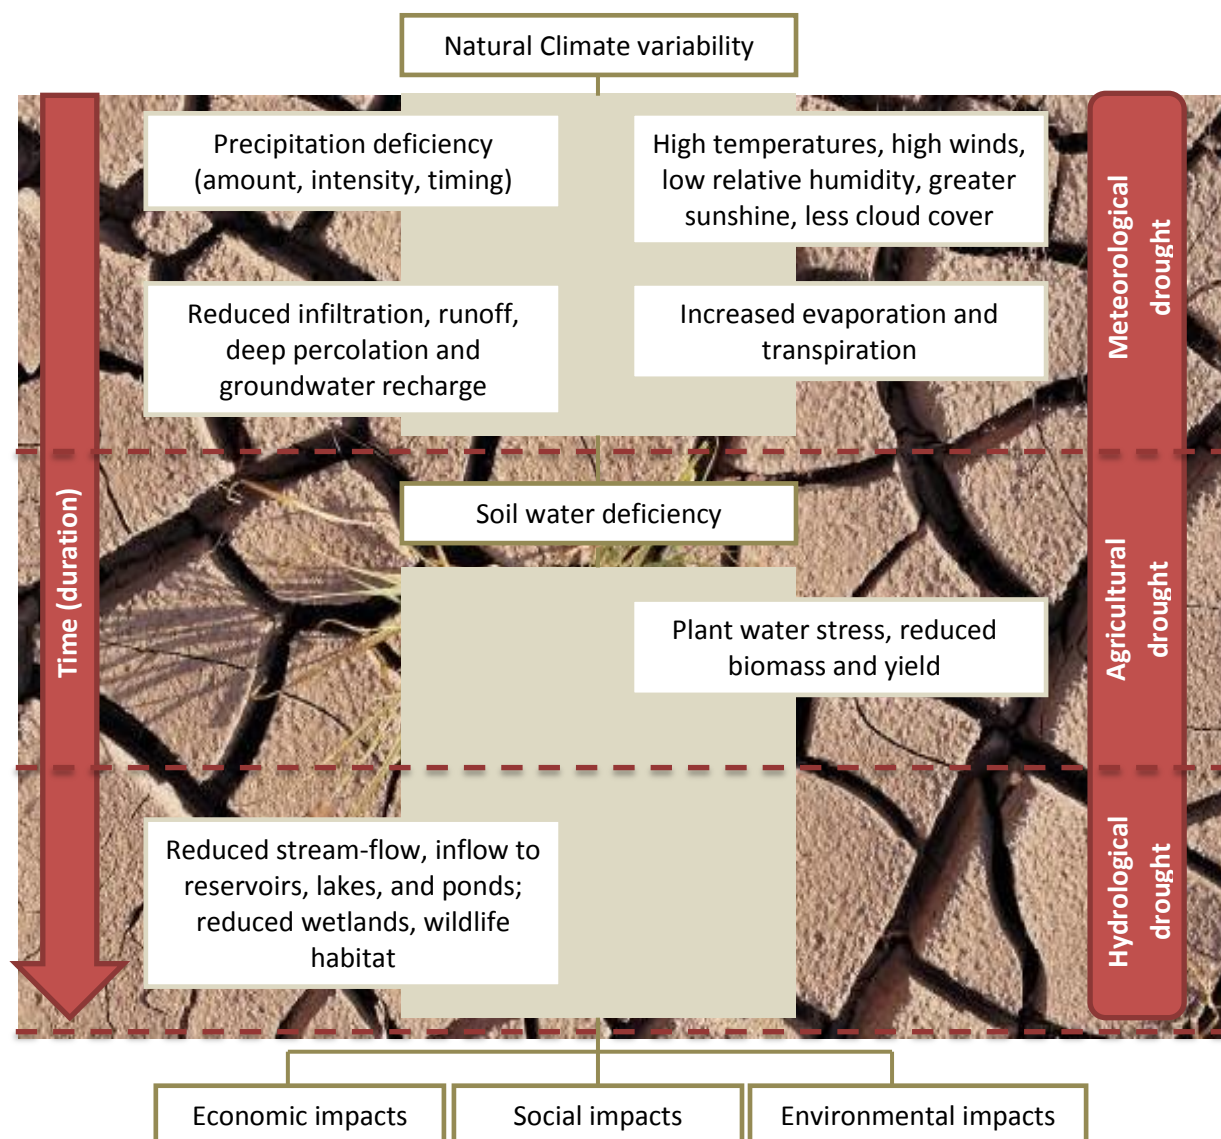 Natural Climate variability
Precipitation deficiency
(amount, intensity, timing)
High temperatures, high winds,
low relative humidity, greater
sunshine, less cloud cover
Reduced infiltration, runoff,
deep percolation and
groundwater recharge
Increased evaporation and
transpiration
Meteorological
drought
Time (duration)
Soil water deficiency
Plant water stress, reduced
biomass and yield
Agricultural
drought
Reduced stream-flow, inflow to
reservoirs, lakes, and ponds;
reduced wetlands, wildlife
habitat
Hydrological
drought
Economic impacts
Social impacts
Environmental impacts